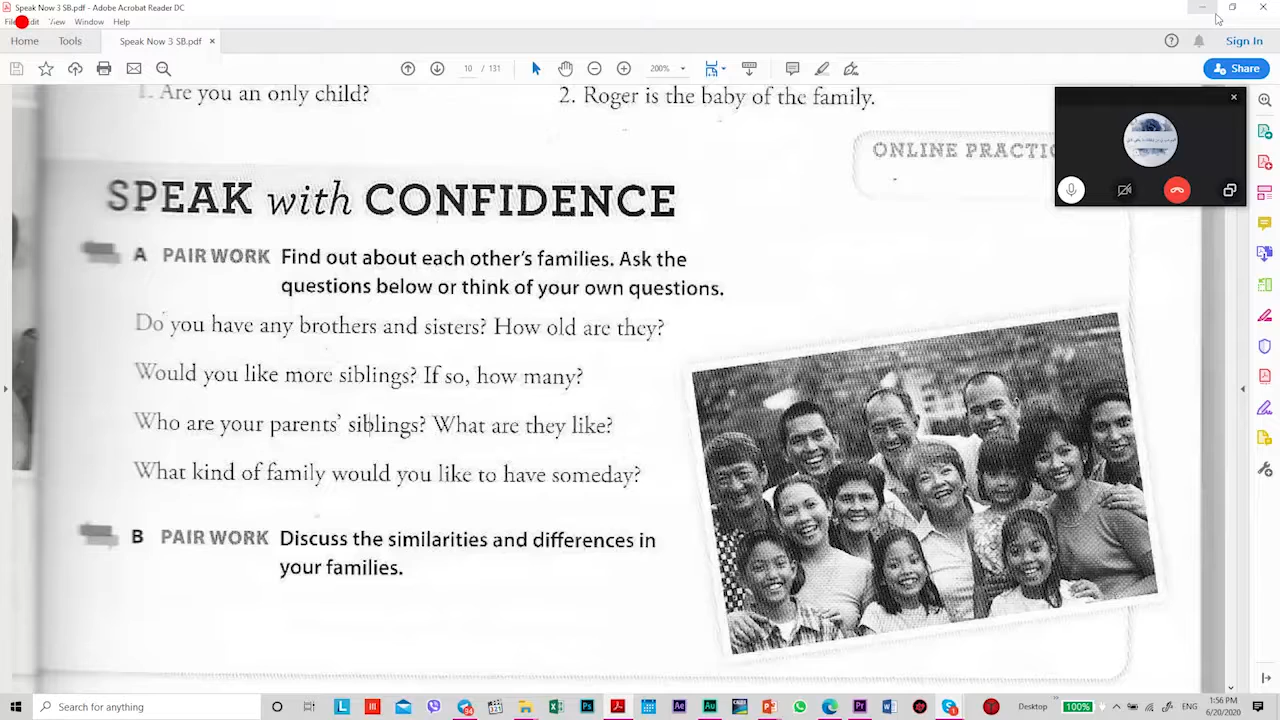 Speak Now 3 SB.pdf - Adobe Acrobat Reader DC
View Window Help
Home Tools Speak Now 3 SB.pdf ×
Sign In
10 / 131
200%
Share
1. Are you an only child? 2. Roger is the baby of the family.
ONLINE
SPEAK with CONFIDENCE
A PAIR WORK Find out about each other's families. Ask the
questions below or think of your own questions.
Do you have any brothers and sisters? How old are they?
Would you like more siblings? If so, how many?
Who are your parents' siblings? What are they like?
What kind of family would you like to have someday?
B PAIR WORK Discuss the similarities and differences in
your families.
Search for anything
Desktop
100%
ENG
1:56 PM
6/20/2020